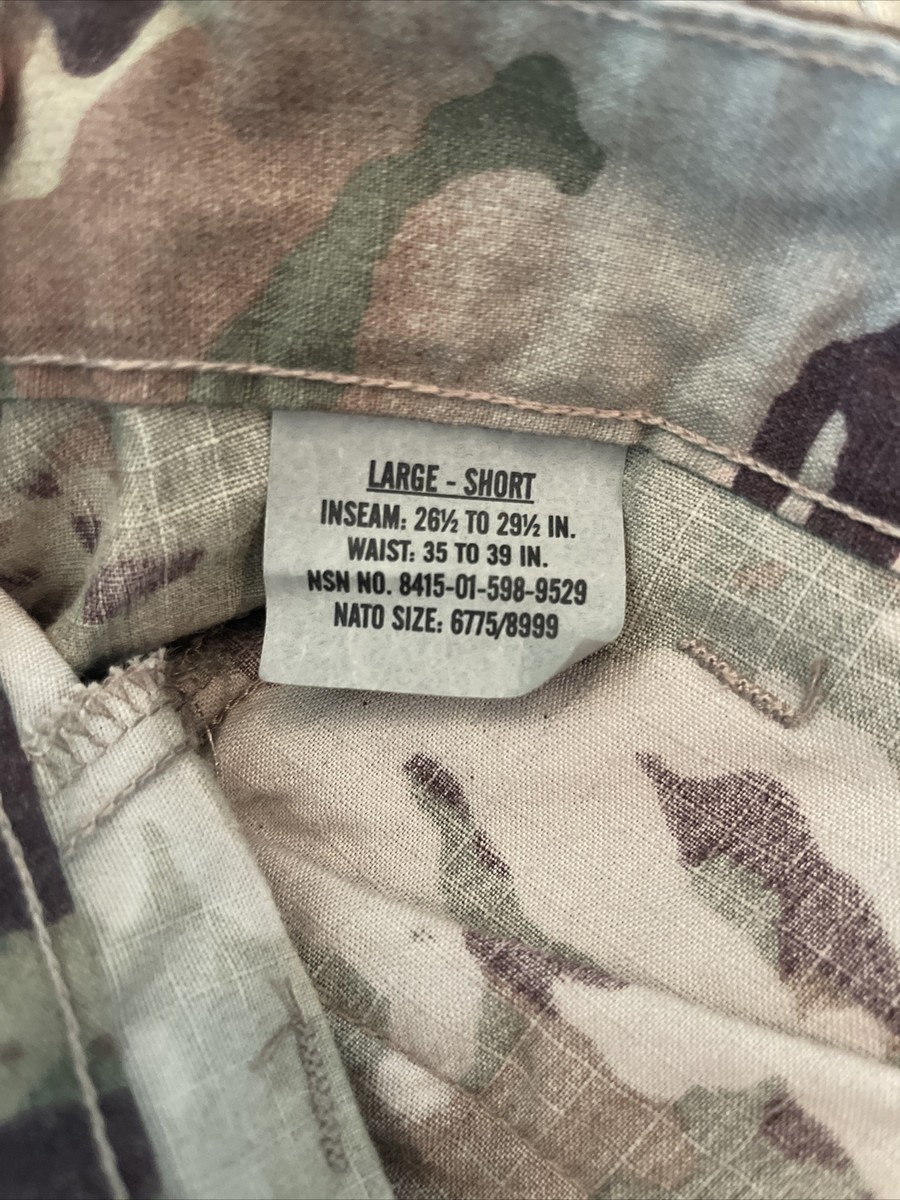 LARGE - SHORT
INSEAM: 26½ TO 29½ IN.
WAIST: 35 TO 39 IN.
NSN NO. 8415-01-598-9529
NATO SIZE: 6775/8999